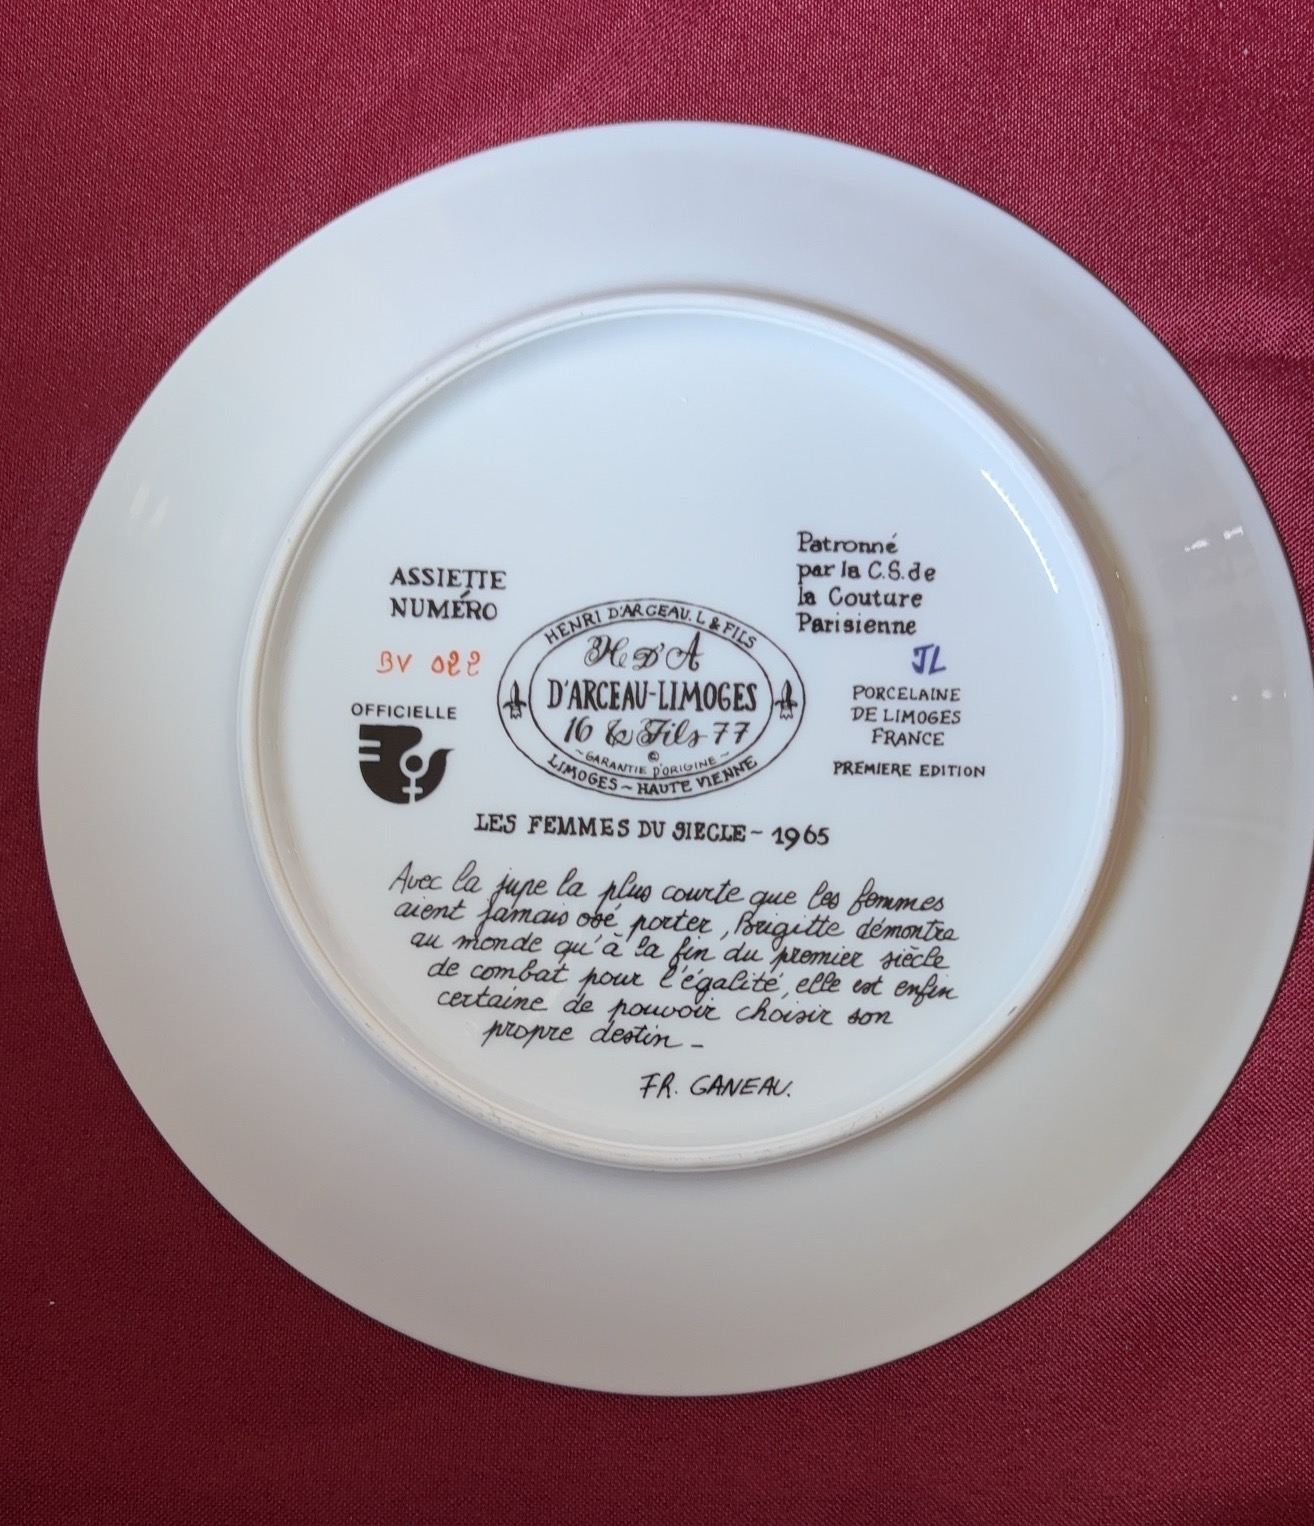 ASSIETTE
NUMÉRO
BV 022
OFFICIELLE
Patronné
par la C.S. de
la Couture
Parisienne
JL
PORCELAINE
DE LIMOGES
FRANCE
PREMIERE EDITION
HENRI D'ARCEAU. L & FILS
H D'A
D'ARCEAU-LIMOGES
16 & Fils 77
©
~GARANTIE D'ORIGINE~
LIMOGES – HAUTE VIENNE
LES FEMMES DU SIECLE – 1965
Avec la jupe la plus courte que les femmes
aient jamais osé porter, Brigitte démontra
au monde qu'à la fin du premier siècle
de combat pour l'égalité, elle est enfin
certaine de pouvoir choisir son
propre destin –
FR. GANEAU.